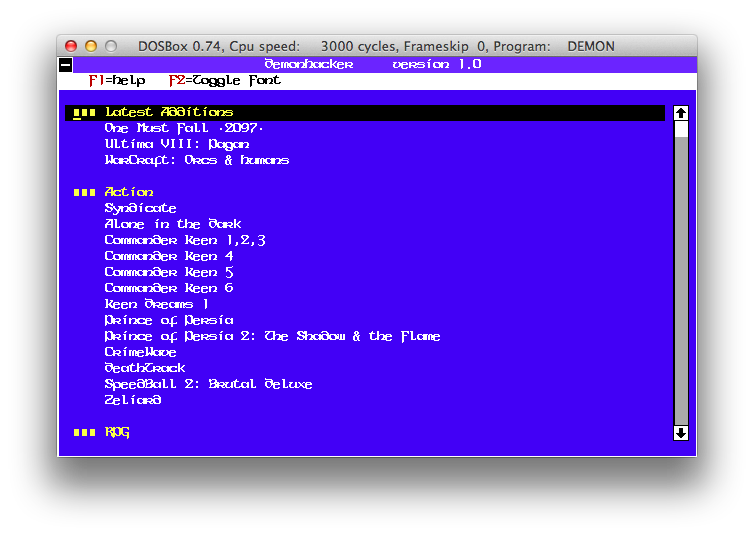 DOSBox 0.74, Cpu speed: 3000 cycles, Frameskip 0, Program: DEMON
Demonhacker version 1.0
F1=Help F2=Toggle Font
Latest Additions
One Must Fall ·2097·
Ultima VIII: Pagan
WarCraft: Orcs & Humans
Action
Syndicate
Alone in the Dark
Commander Keen 1,2,3
Commander Keen 4
Commander Keen 5
Commander Keen 6
Keen Dreams 1
Prince of Persia
Prince of Persia 2: The Shadow & the Flame
CrimeWave
DeathTrack
SpeedBall 2: Brutal Deluxe
Zeliard
RPG